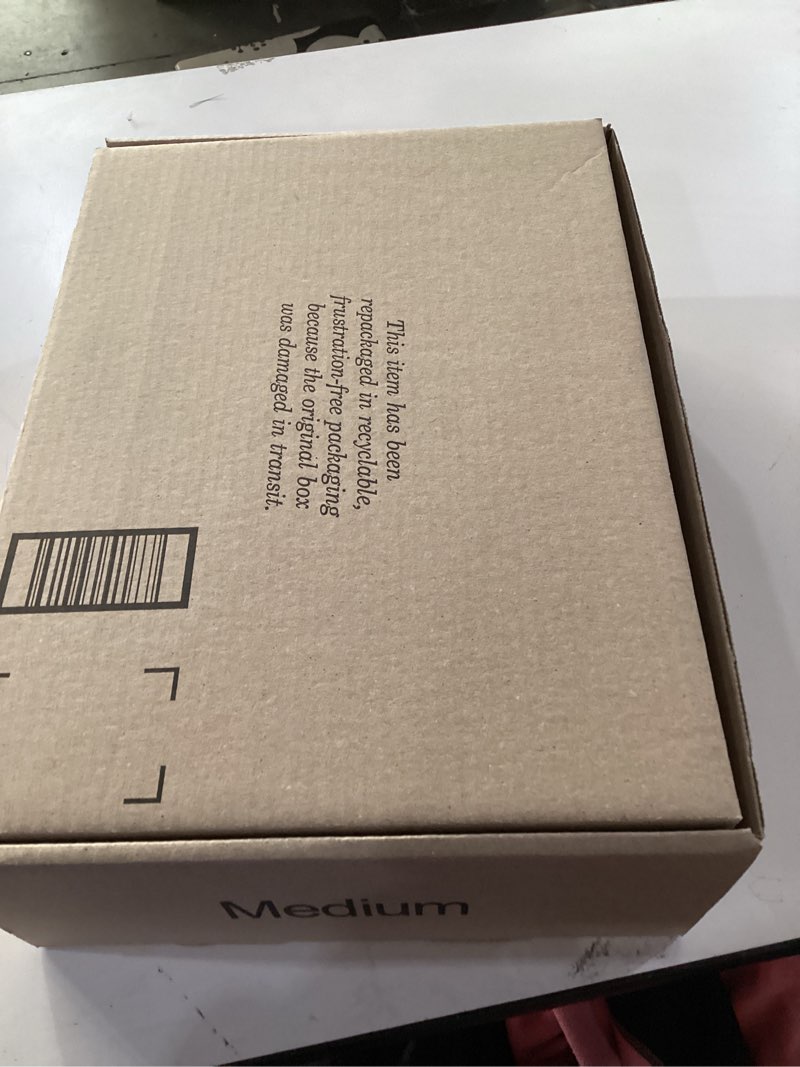 This item has been
repackaged in recyclable,
frustration-free packaging
because the original box
was damaged in transit.
Medium